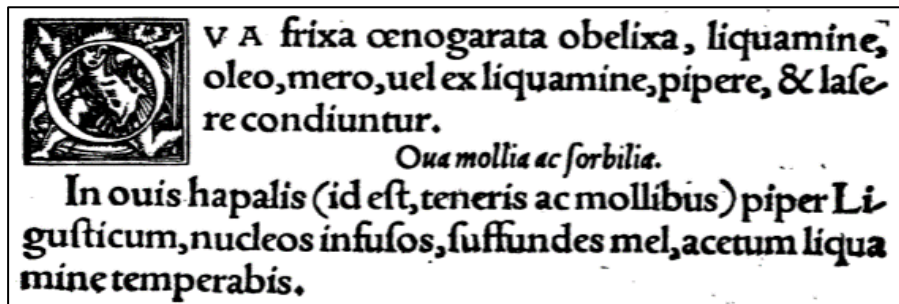 OVA frixa œnogarata obelixa, liquamine,
oleo, mero, uel ex liquamine, pipere, & laſe-
re condiuntur.
Oua mollia ac ſorbilia.
In ouis hapalis (id eſt, teneris ac mollibus) piper Li-
guſticum, nucleos infuſos, ſuffundes mel, acetum liqua
mine temperabis.